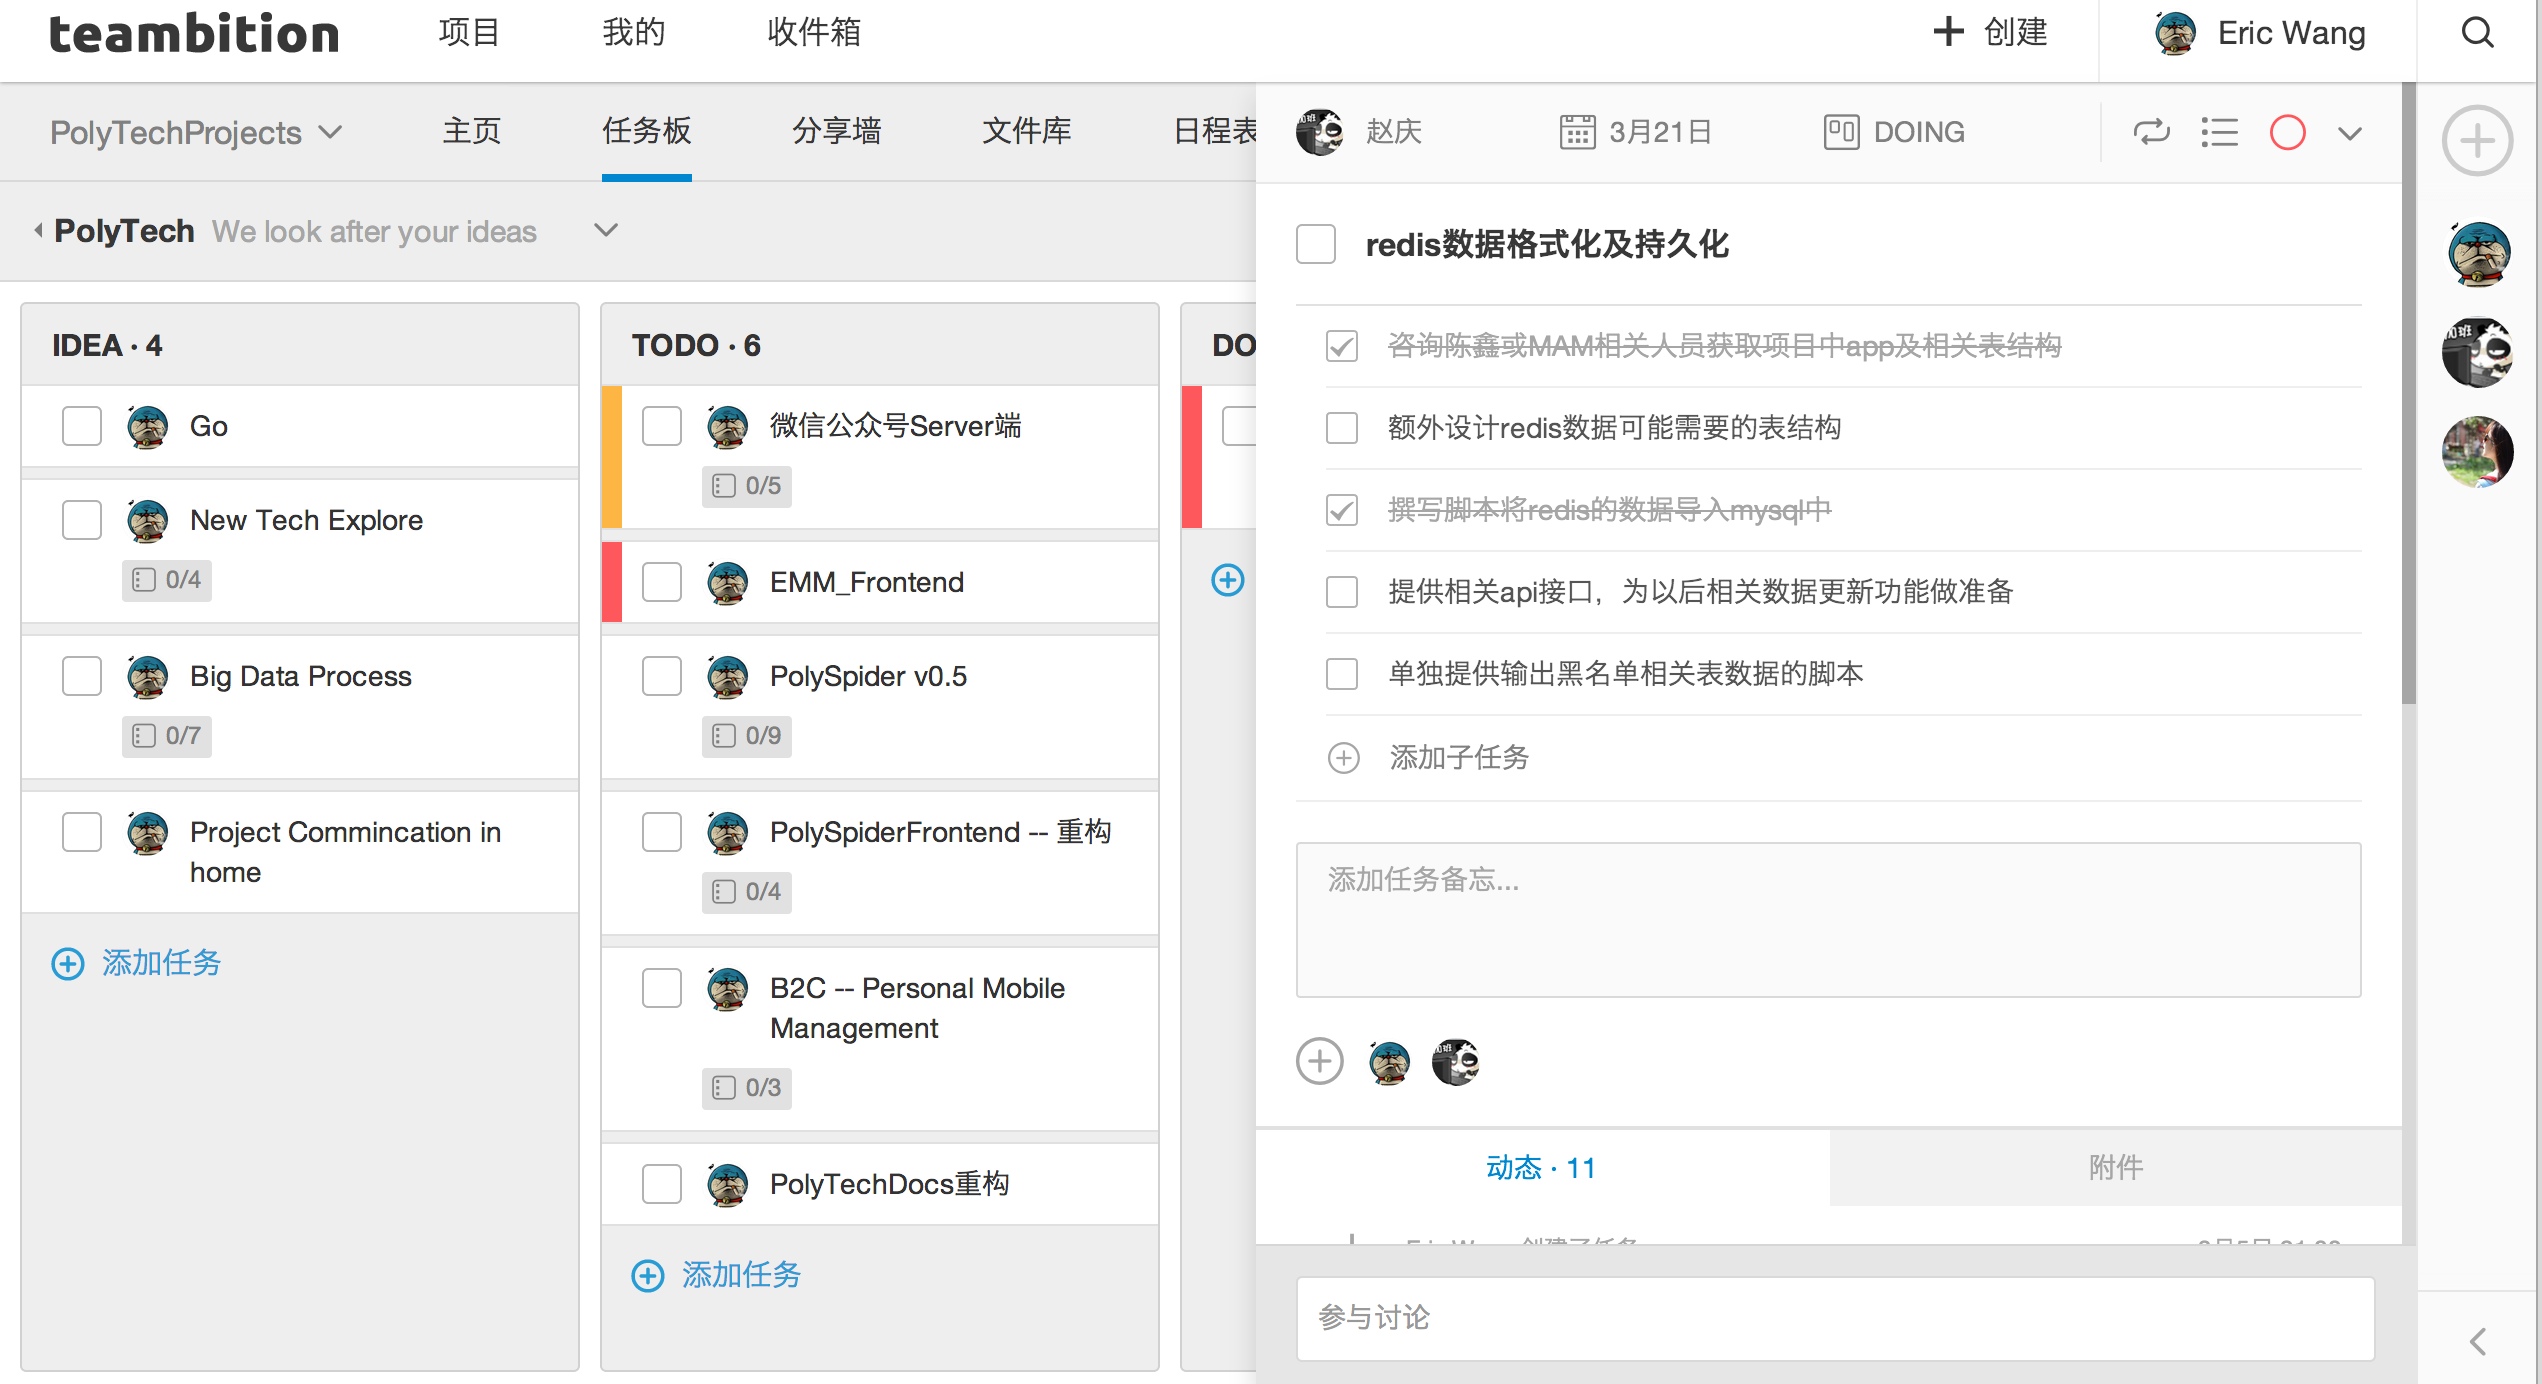 teambition 项目 我的 收件箱 创建 Eric Wang
PolyTechProjects 主页 任务板 分享墙 文件库 日程表
赵庆 3月21日 DOING
PolyTech We look after your ideas
IDEA · 4
Go
New Tech Explore
0/4
Big Data Process
0/7
Project Commincation in
home
添加任务
TODO · 6
微信公众号Server端
0/5
EMM_Frontend
PolySpider v0.5
0/9
PolySpiderFrontend -- 重构
0/4
B2C -- Personal Mobile
Management
0/3
PolyTechDocs重构
添加任务
DO
redis数据格式化及持久化
咨询陈鑫或MAM相关人员获取项目中app及相关表结构
额外设计redis数据可能需要的表结构
撰写脚本将redis的数据导入mysql中
提供相关api接口，为以后相关数据更新功能做准备
单独提供输出黑名单相关表数据的脚本
添加子任务
添加任务备忘...
动态 · 11 附件
参与讨论